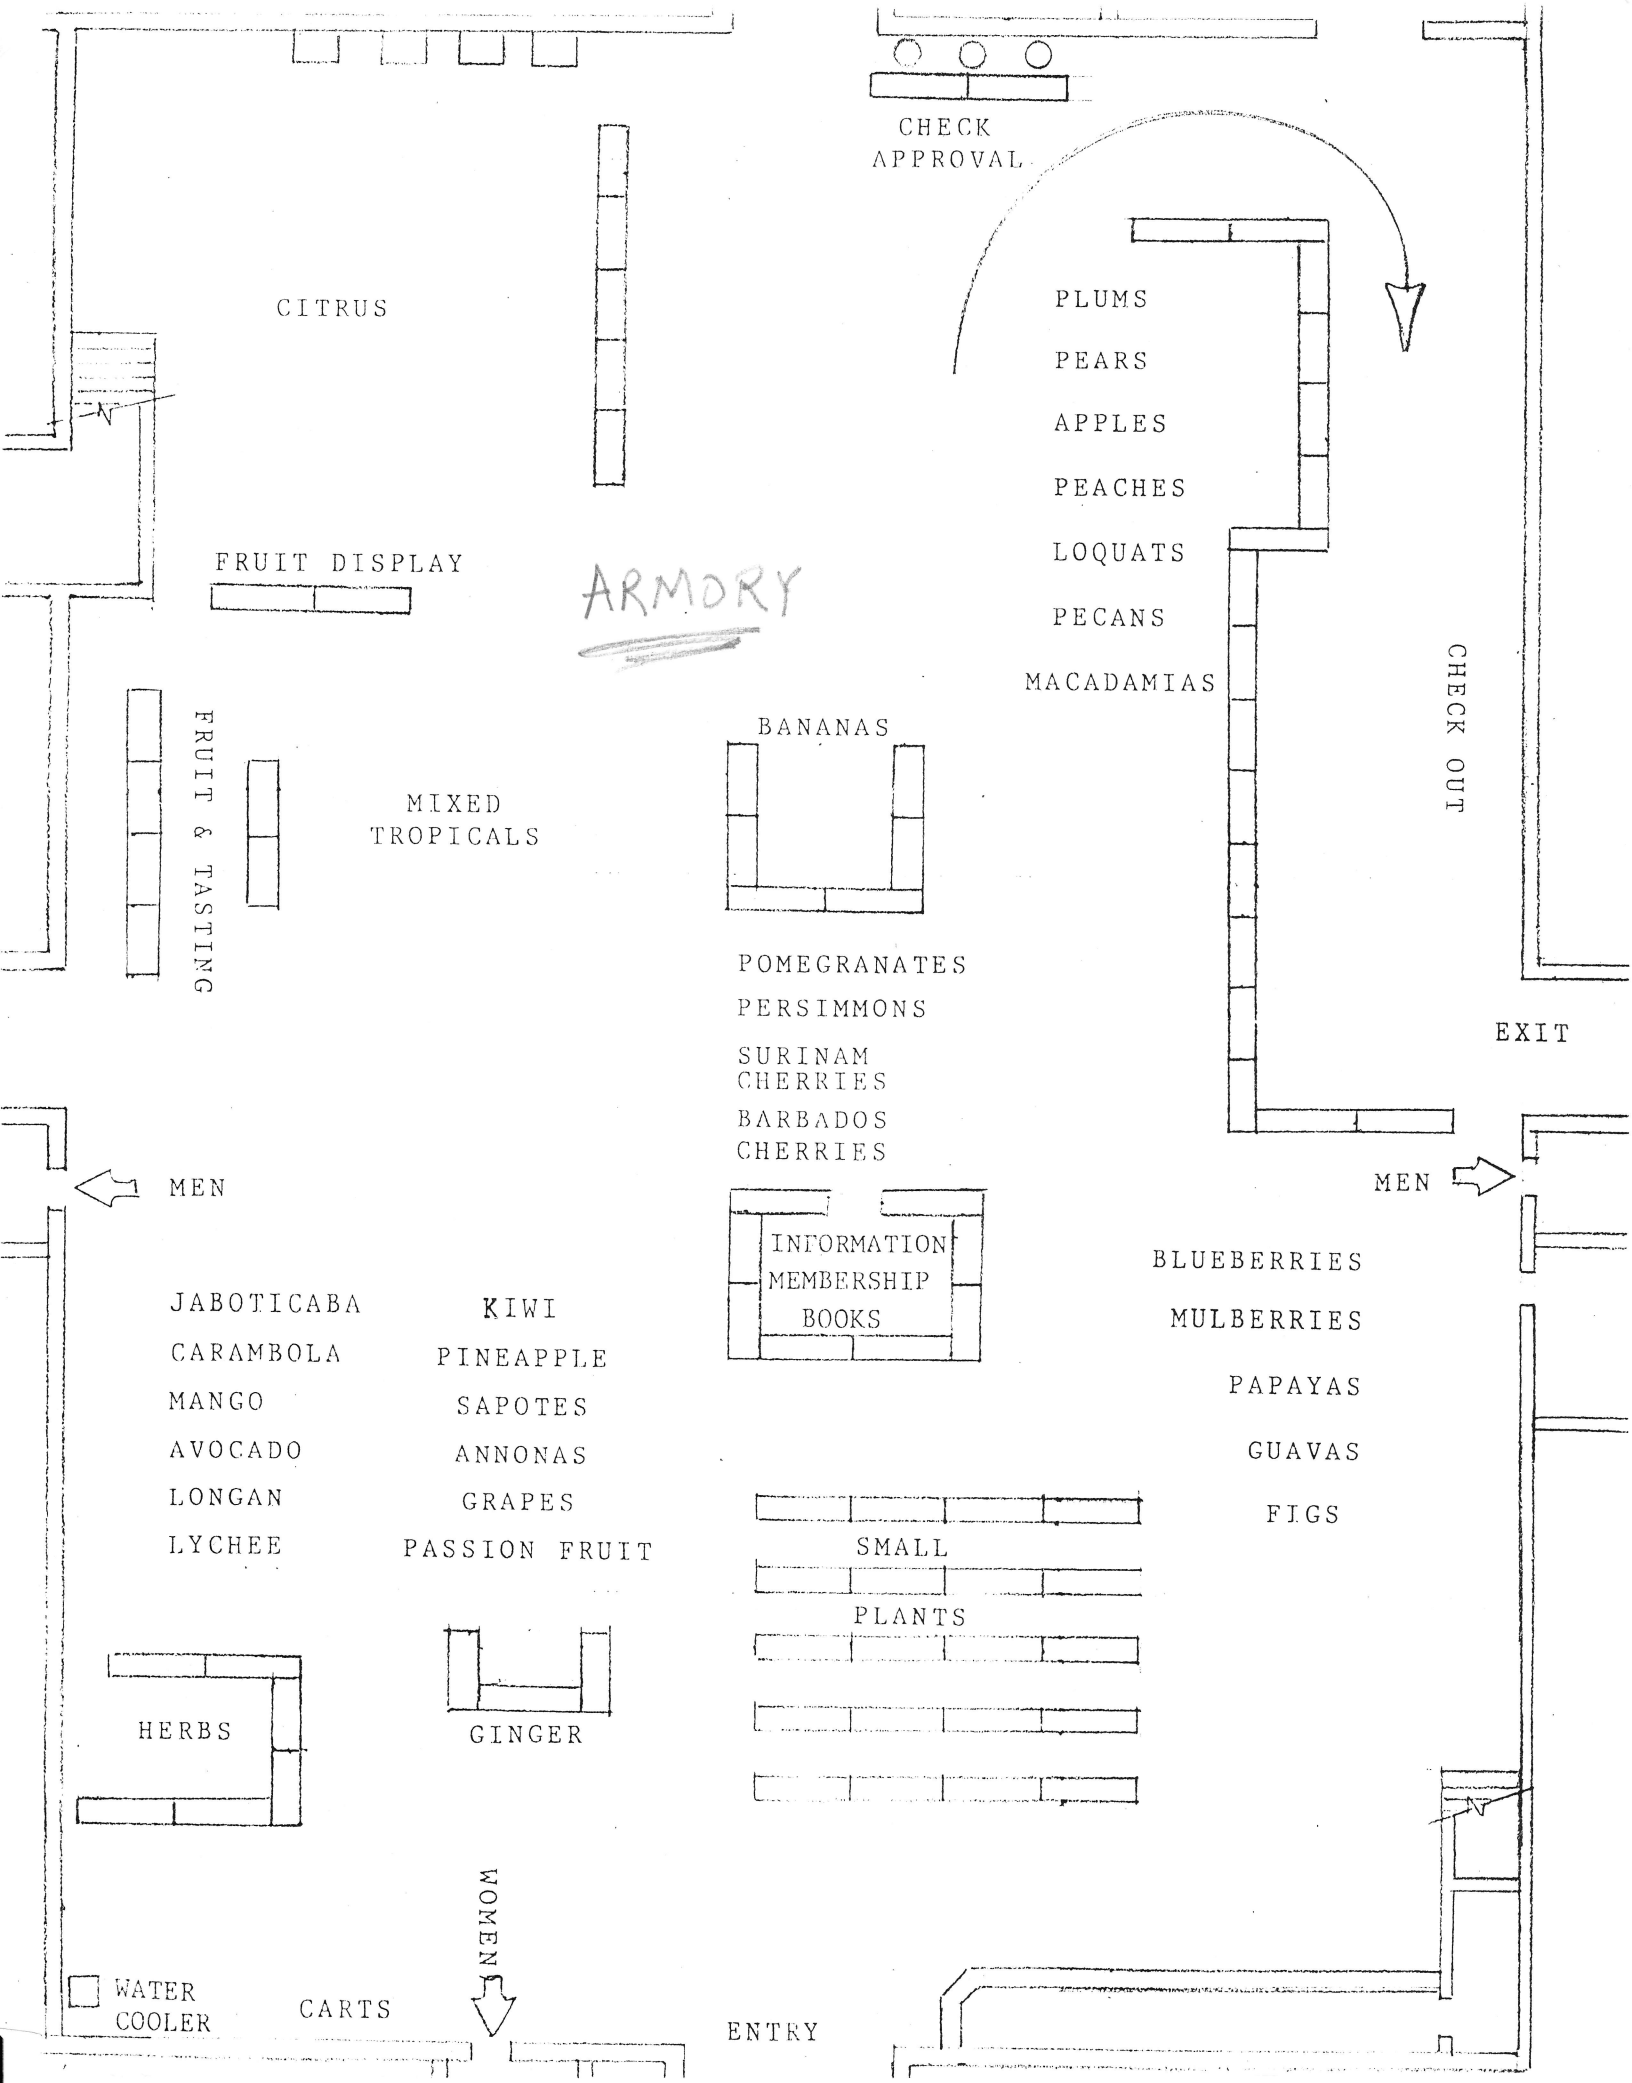 CHECK
APPROVAL
CITRUS
PLUMS
PEARS
APPLES
PEACHES
LOQUATS
PECANS
MACADAMIAS
FRUIT DISPLAY
ARMORY
CHECK OUT
FRUIT & TASTING
MIXED
TROPICALS
BANANAS
POMEGRANATES
PERSIMMONS
SURINAM
CHERRIES
BARBADOS
CHERRIES
EXIT
MEN
MEN
INFORMATION
MEMBERSHIP
BOOKS
JABOTICABA
CARAMBOLA
MANGO
AVOCADO
LONGAN
LYCHEE
KIWI
PINEAPPLE
SAPOTES
ANNONAS
GRAPES
PASSION FRUIT
BLUEBERRIES
MULBERRIES
PAPAYAS
GUAVAS
FIGS
SMALL
PLANTS
HERBS
GINGER
WOMEN
WATER
COOLER
CARTS
ENTRY